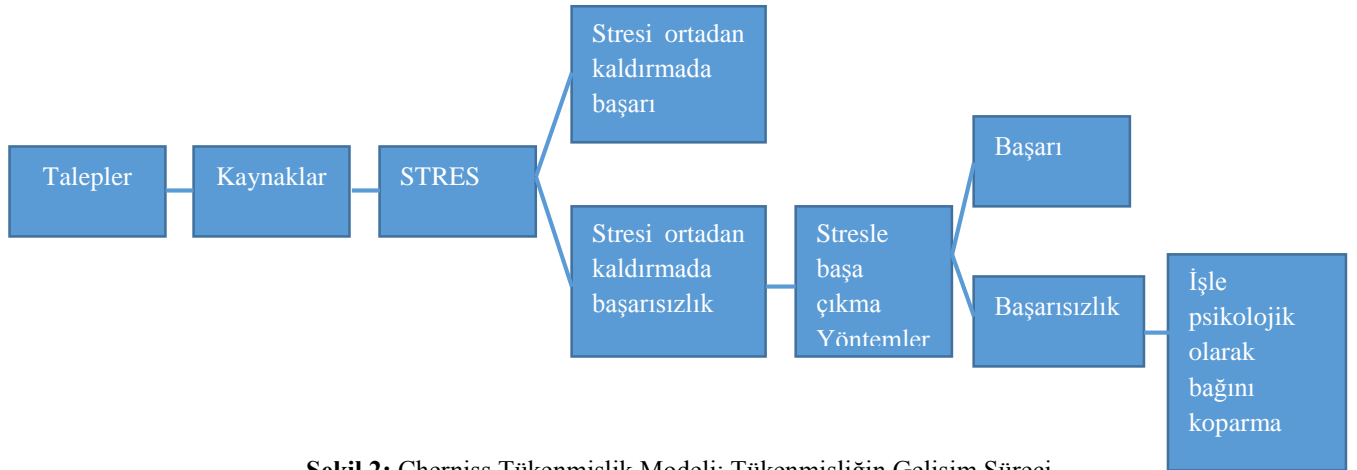 Talepler
Kaynaklar
STRES
Stresi ortadan
kaldırmada
başarı
Stresi ortadan
kaldırmada
başarısızlık
Stresle
başa
çıkma
Yöntemler
Başarı
Başarısızlık
İşle
psikolojik
olarak
bağını
koparma
Şekil 2: Cherniss Tükenmişlik Modeli: Tükenmişliğin Gelişim Süreci